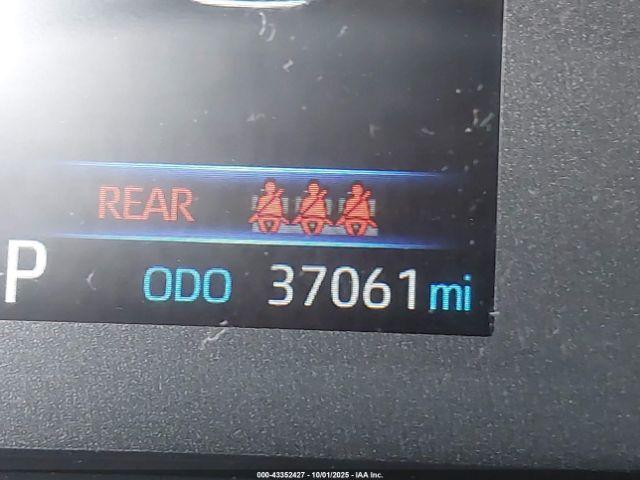 REAR
P ODO 37061 mi
000-43352427 - 10/01/2025 - IAA Inc.